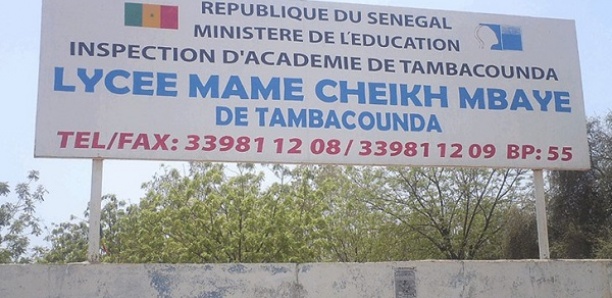 REPUBLIQUE DU SENEGAL
MINISTERE DE L'EDUCATION
INSPECTION D'ACADEMIE DE TAMBACOUNDA
LYCEE MAME CHEIKH MBAYE
DE TAMBACOUNDA
TEL/FAX: 33981 12 08 / 33981 12 09 BP: 55